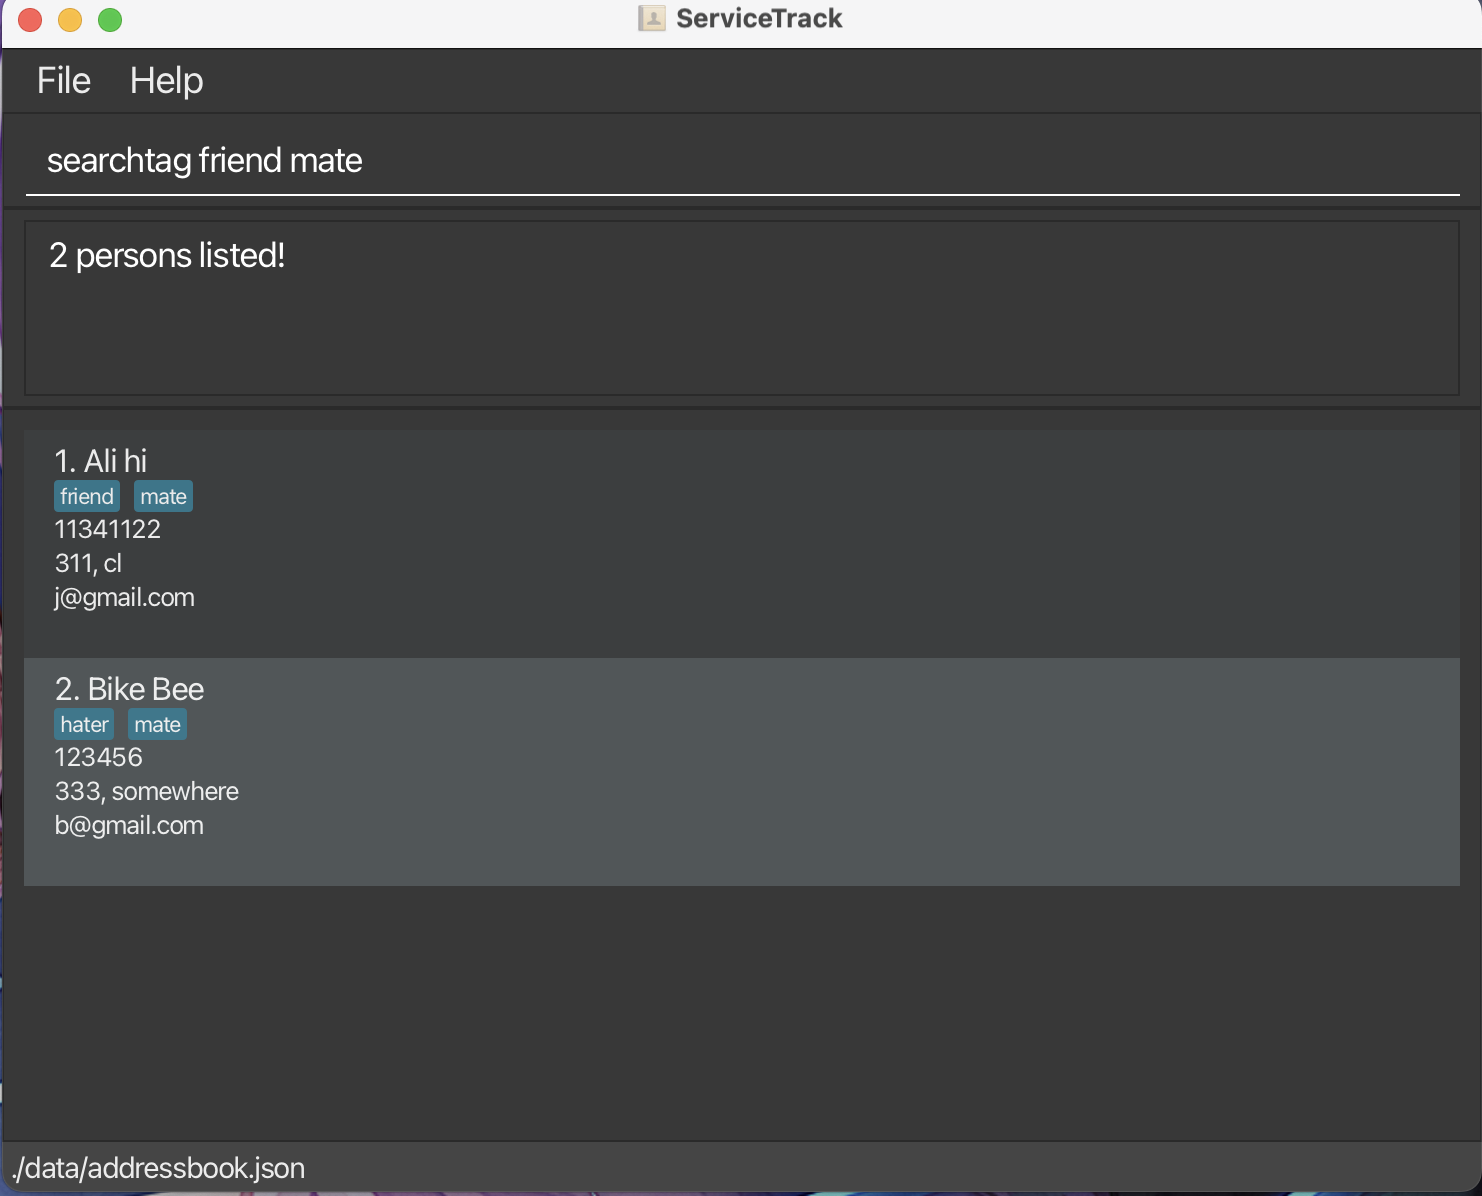 ServiceTrack
File Help
searchtag friend mate
2 persons listed!
1. Ali hi
friend mate
11341122
311, cl
j@gmail.com
2. Bike Bee
hater mate
123456
333, somewhere
b@gmail.com
./data/addressbook.json